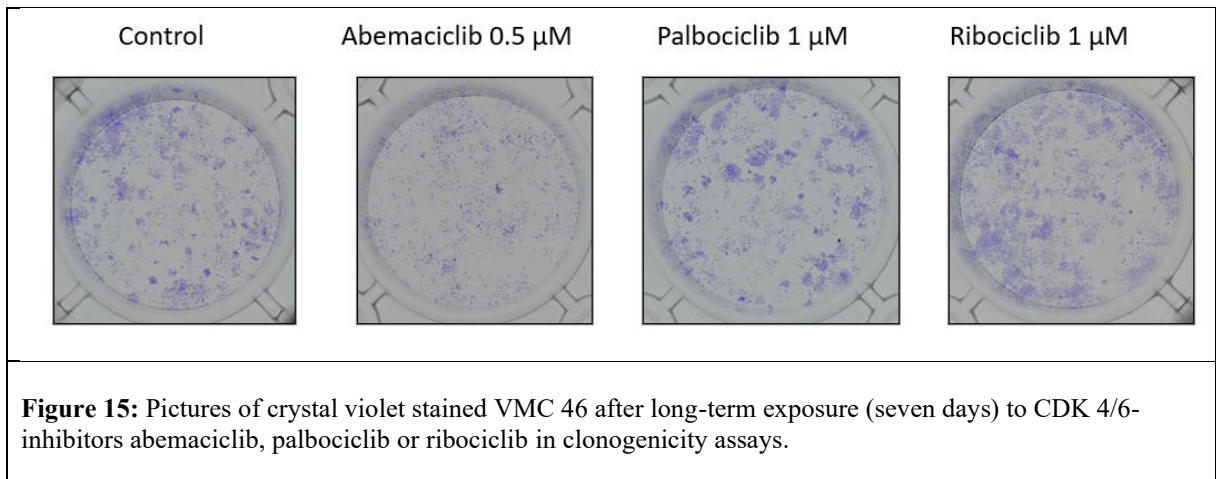 Control Abemaciclib 0.5 µM Palbociclib 1 µM Ribociclib 1 µM
Figure 15: Pictures of crystal violet stained VMC 46 after long-term exposure (seven days) to CDK 4/6-
inhibitors abemaciclib, palbociclib or ribociclib in clonogenicity assays.